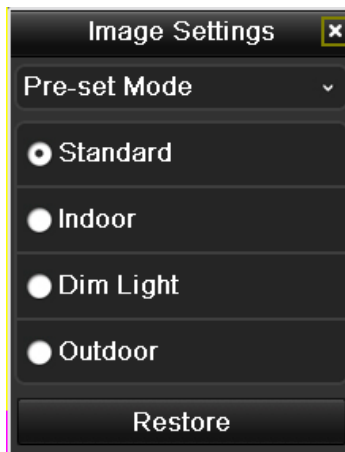 Image Settings
Pre-set Mode
Standard
Indoor
Dim Light
Outdoor
Restore